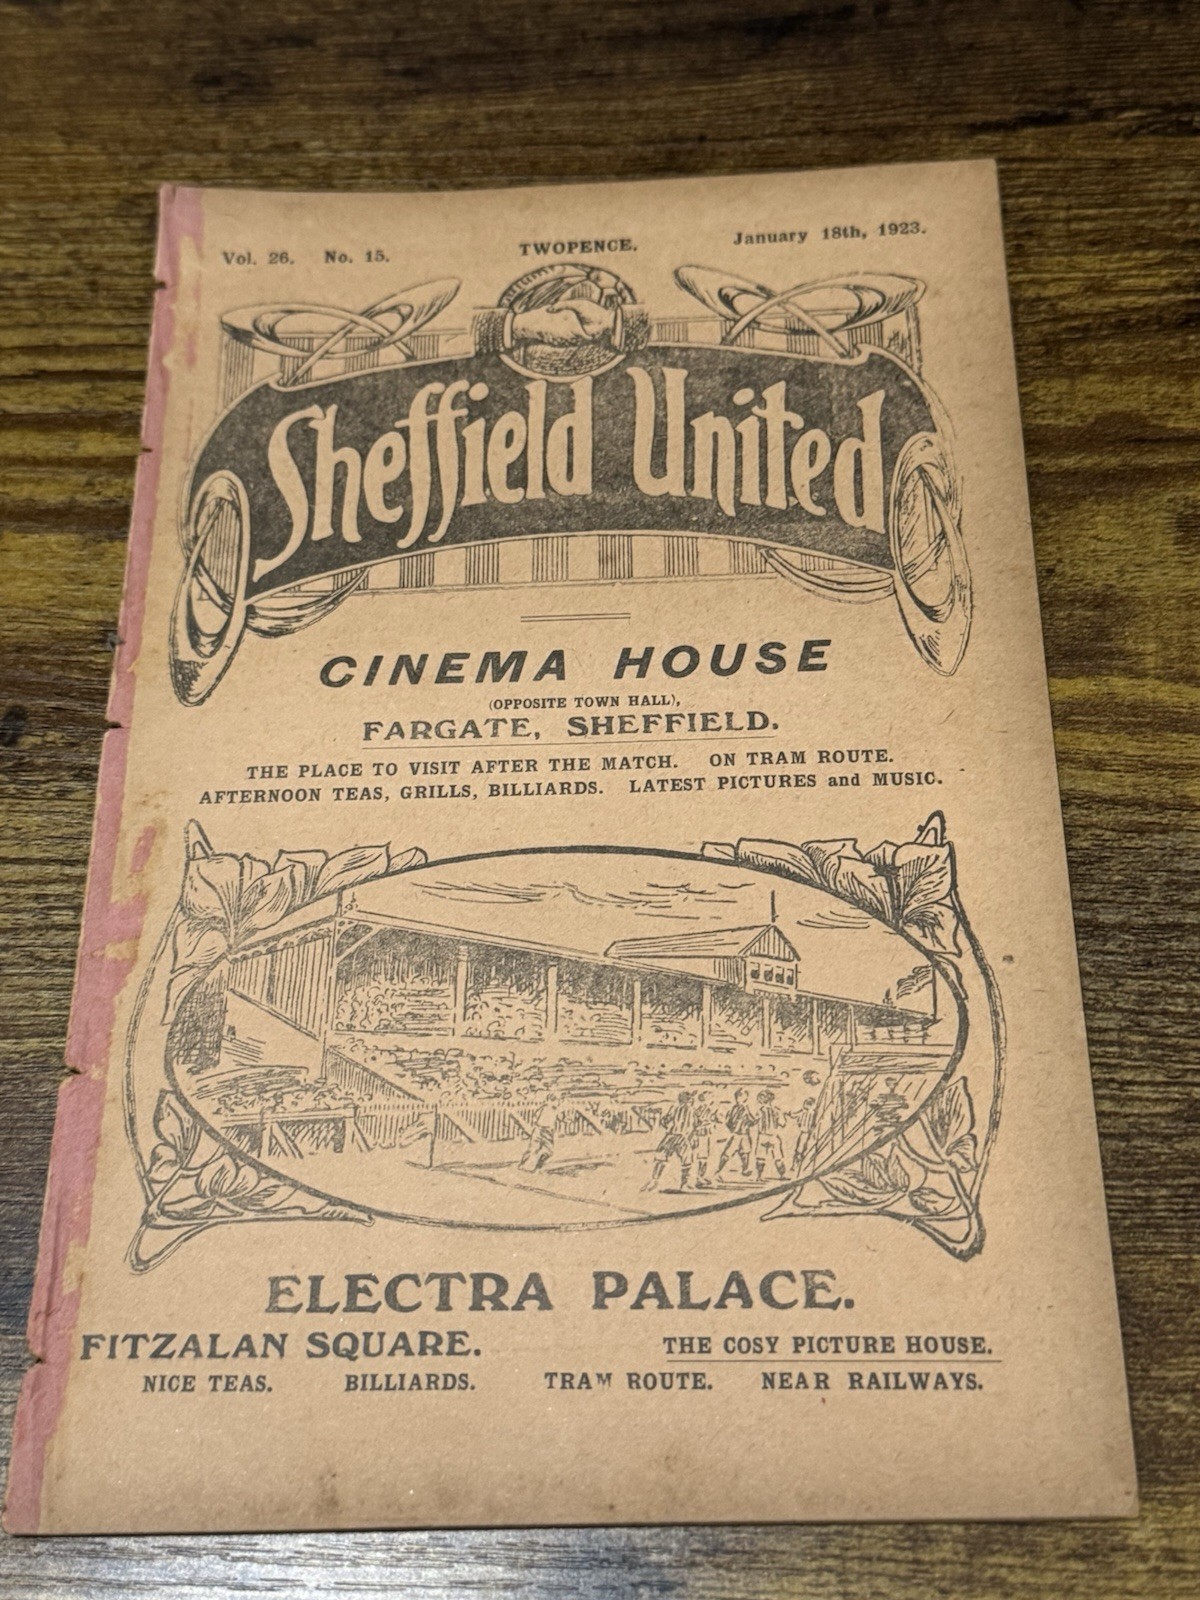 Vol. 26. No. 15. TWOPENCE. January 18th, 1923.
Sheffield United
CINEMA HOUSE
(OPPOSITE TOWN HALL),
FARGATE, SHEFFIELD.
THE PLACE TO VISIT AFTER THE MATCH. ON TRAM ROUTE.
AFTERNOON TEAS, GRILLS, BILLIARDS. LATEST PICTURES and MUSIC.
ELECTRA PALACE.
FITZALAN SQUARE. THE COSY PICTURE HOUSE.
NICE TEAS. BILLIARDS. TRAM ROUTE. NEAR RAILWAYS.